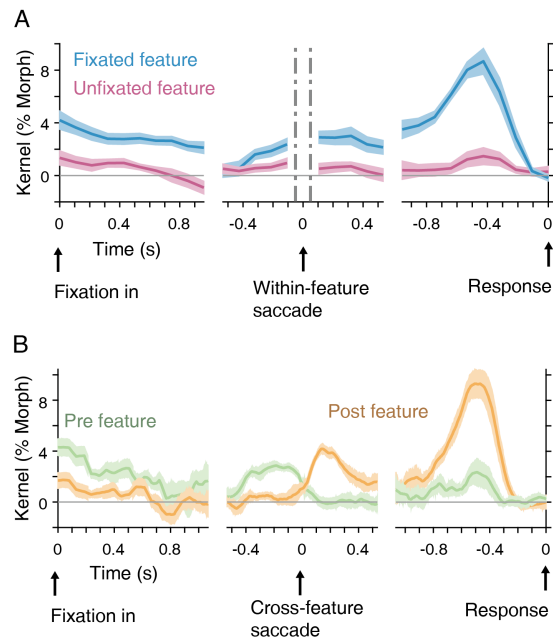 A
Fixated feature
Unfixated feature
Kernel (% Morph)
8
4
0
0 0.4 0.8
-0.4 0 0.4
-0.8 -0.4 0
Time (s)
Fixation in
Within-feature
saccade
Response
B
Pre feature
Post feature
Kernel (% Morph)
8
4
0
0 0.4 0.8
-0.4 0 0.4
-0.8 -0.4 0
Time (s)
Fixation in
Cross-feature
saccade
Response